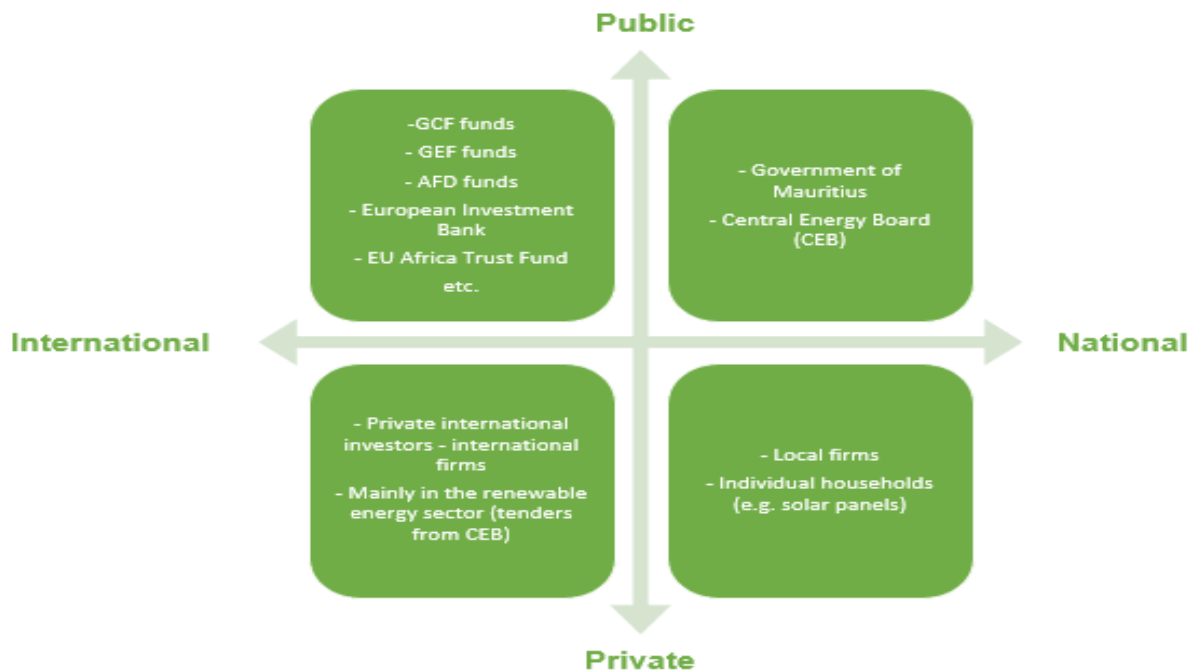 Public
-GCF funds
- GEF funds
- AFD funds
- European Investment
Bank
- EU Africa Trust Fund
etc.
- Government of
Mauritius
- Central Energy Board
(CEB)
International
National
- Private international
investors - international
firms
- Mainly in the renewable
energy sector (tenders
from CEB)
- Local firms
- Individual households
(e.g. solar panels)
Private